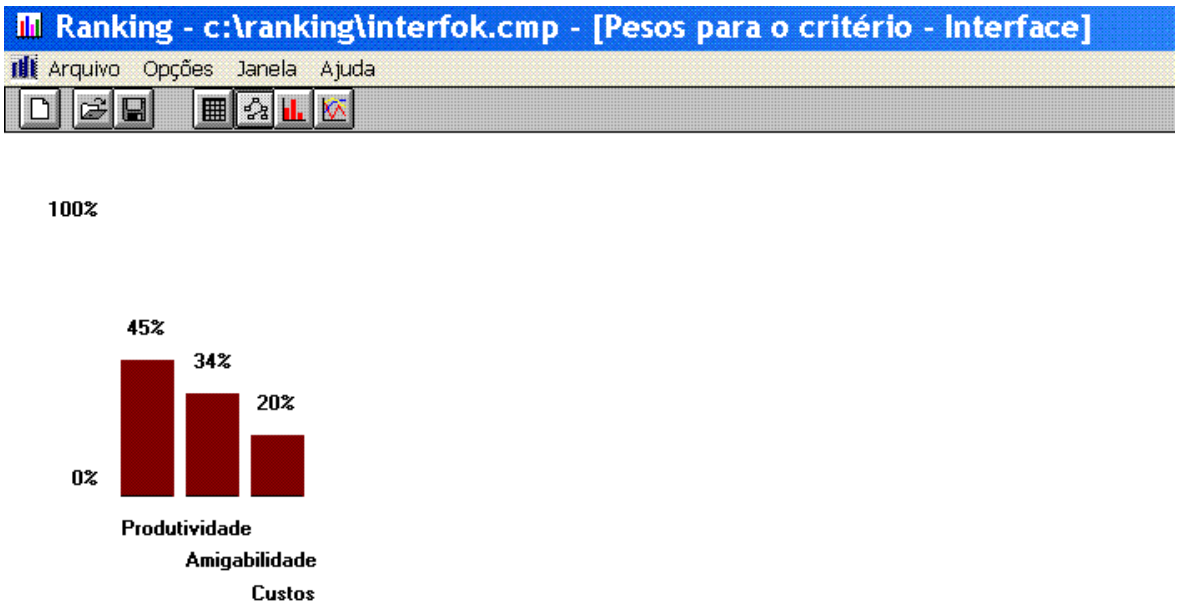 Ranking - c:\ranking\interfok.cmp - [Pesos para o critério - Interface]
Arquivo Opções Janela Ajuda
100%
45%
34%
20%
0%
Produtividade
Amigabilidade
Custos